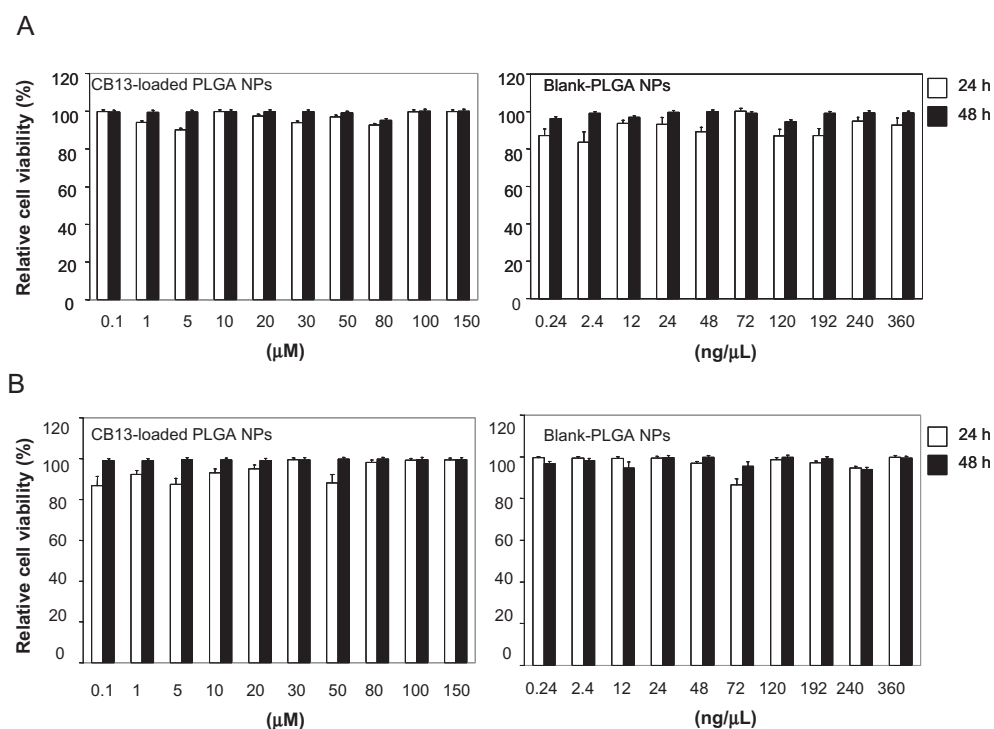 A
Relative cell viability (%)
120
100
80
60
40
20
0
CB13-loaded PLGA NPs
0.1 1 5 10 20 30 50 80 100 150
(μM)
120
100
80
60
40
20
0
Blank-PLGA NPs
0.24 2.4 12 24 48 72 120 192 240 360
(ng/μL)
24 h
48 h
B
Relative cell viability (%)
120
100
80
60
40
20
0
CB13-loaded PLGA NPs
0.1 1 5 10 20 30 50 80 100 150
(μM)
120
100
80
60
40
20
0
Blank-PLGA NPs
0.24 2.4 12 24 48 72 120 192 240 360
(ng/μL)
24 h
48 h